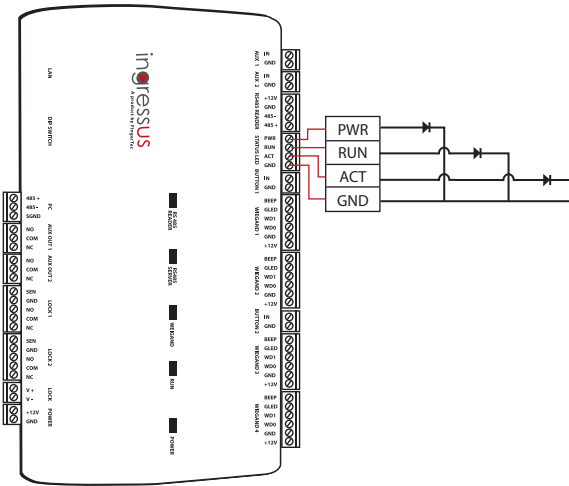 ingressus
A product by FingerTec
LAN
DIP SWITCH
RS485
READER
RS485
SERVER
WEIGAND
RUN
POWER
485 +
485-
SGND
PC
NO
COM
NC
AUX OUT 1
NO
COM
NC
AUX OUT 2
SEN
GND
NO
COM
NC
LOCK 1
SEN
GND
NO
COM
NC
LOCK 2
V +
V -
LOCK
+12V
GND
POWER
AUX 1
IN
GND
AUX 2
IN
GND
RS485 READER
+12V
GND
485-
485 +
STATUS LED
PWR
RUN
ACT
GND
BUTTON 1
IN
GND
WIEGAND 1
BEEP
GLED
WD1
WD0
GND
+12V
WIEGAND 2
BEEP
GLED
WD1
WD0
GND
+12V
BUTTON 2
IN
GND
WIEGAND 3
BEEP
GLED
WD1
WD0
GND
+12V
WIEGAND 4
BEEP
GLED
WD1
WD0
GND
+12V
PWR
RUN
ACT
GND